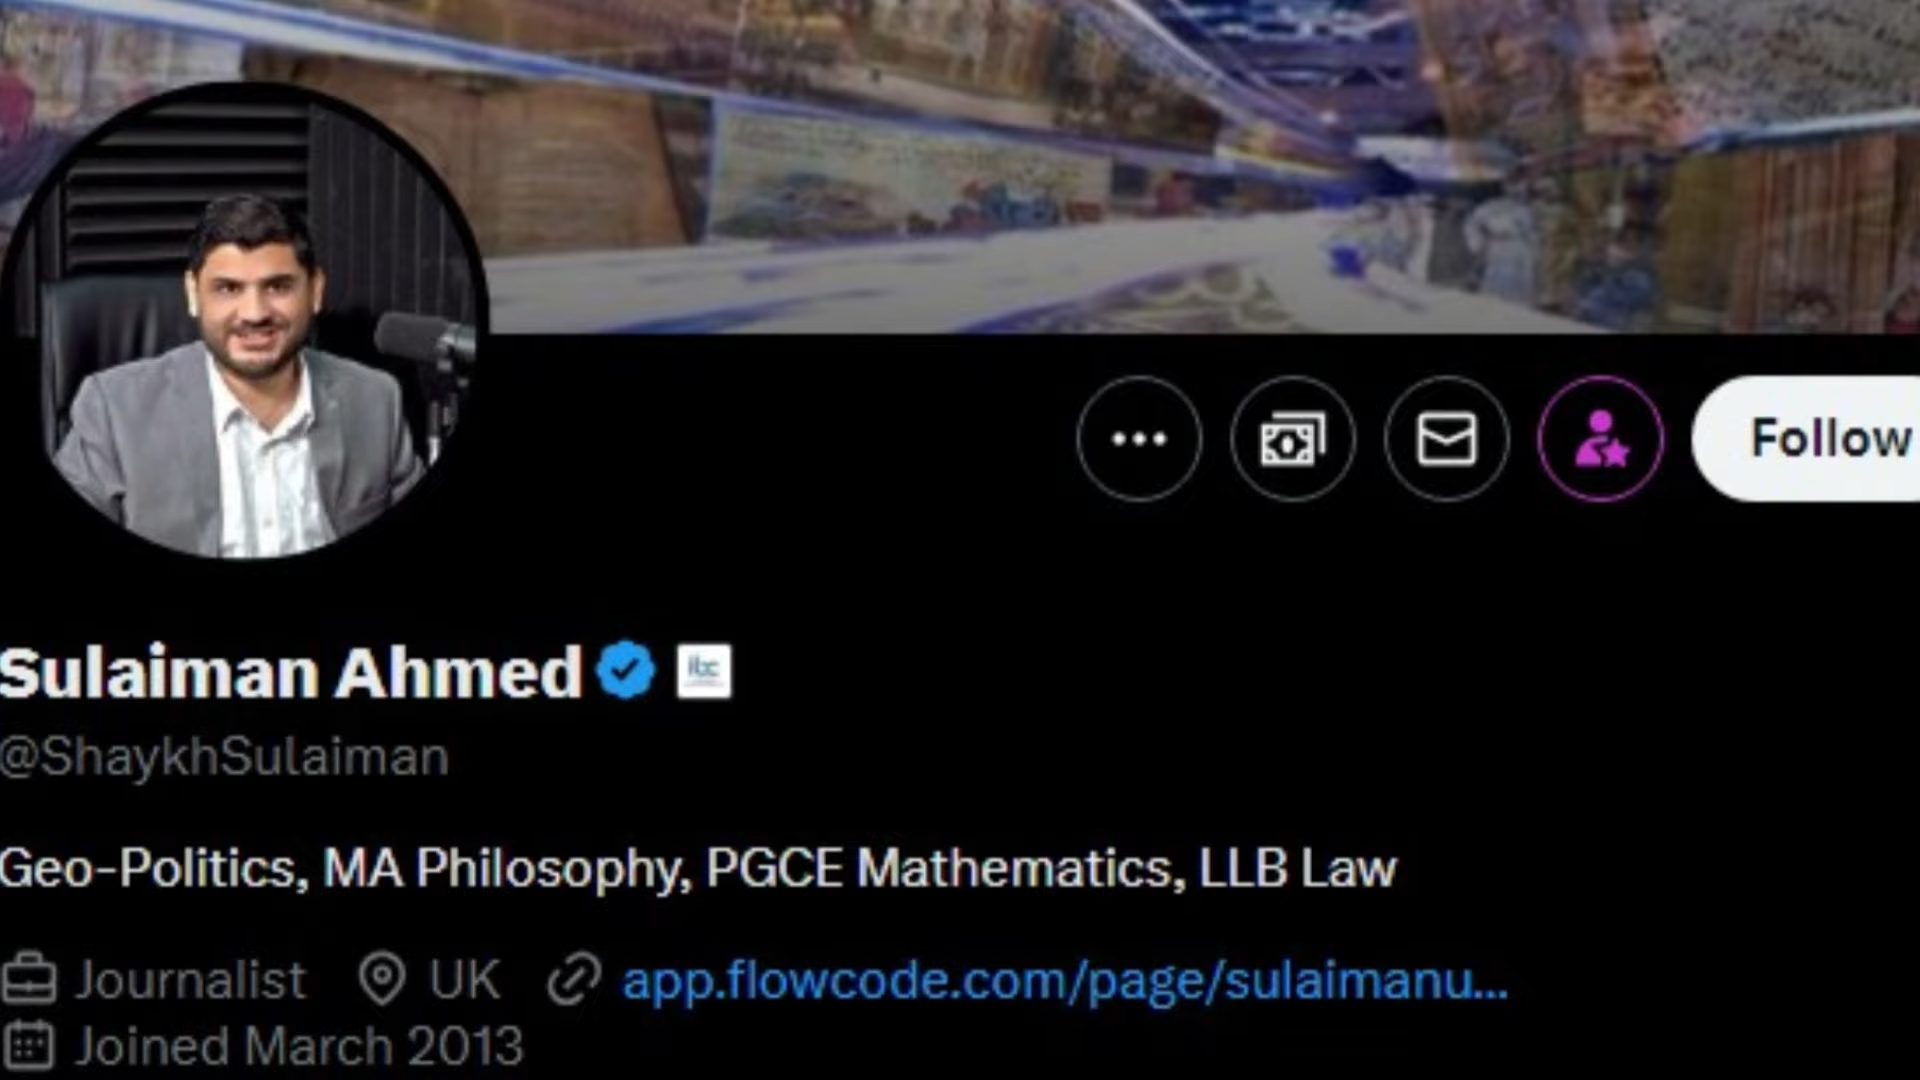 Follow
Sulaiman Ahmed
ibc
@ShaykhSulaiman
Geo-Politics, MA Philosophy, PGCE Mathematics, LLB Law
Journalist UK app.flowcode.com/page/sulaimanu...
Joined March 2013